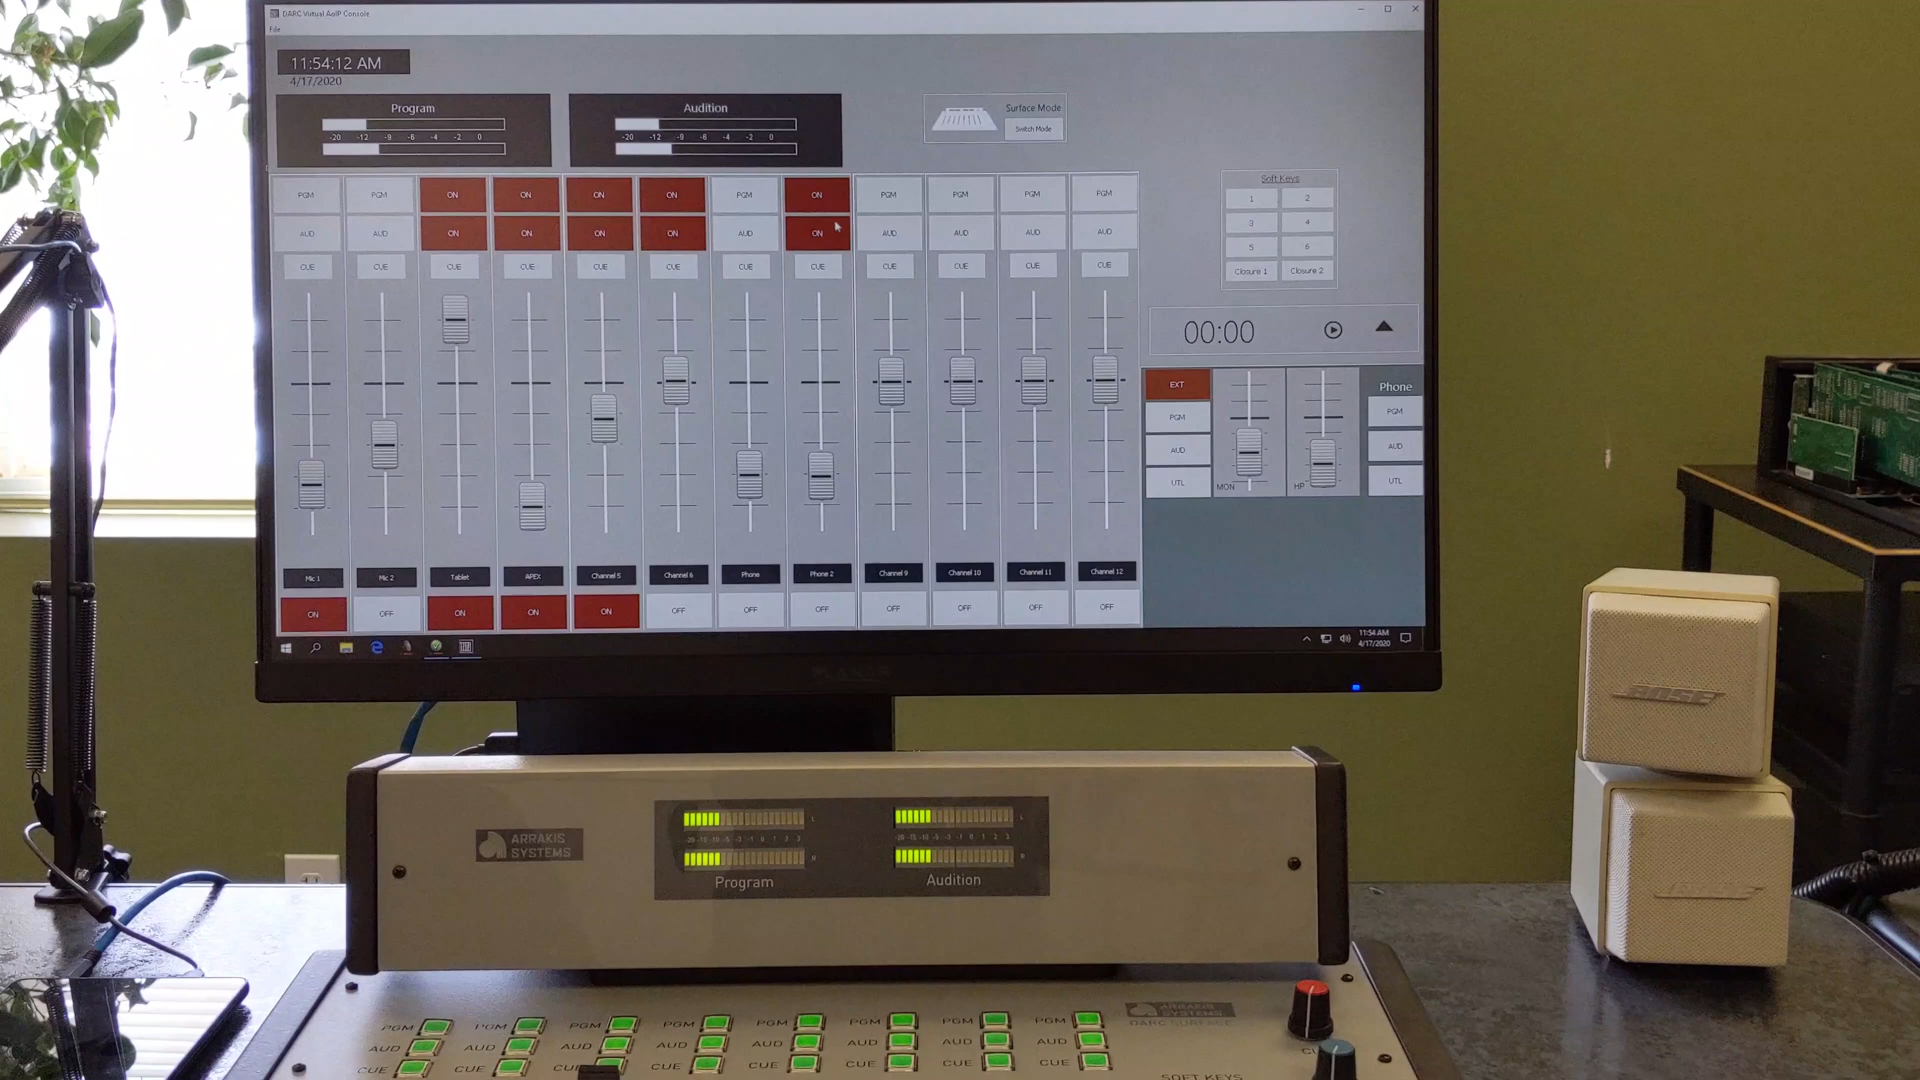 DARC Virtual AoIP Console
File
11:54:12 AM
4/17/2020
Program
-20 -12 -9 -6 -4 -2 0
Audition
-20 -12 -9 -6 -4 -2 0
Surface Mode
Switch Mode
PGM PGM ON ON ON ON PGM ON PGM PGM PGM PGM
AUD AUD ON ON ON ON AUD ON AUD AUD AUD AUD
CUE CUE CUE CUE CUE CUE CUE CUE CUE CUE CUE CUE
Soft Keys
1 2
3 4
5 6
Closure 1 Closure 2
00:00
EXT
PGM
AUD
UTL
MON
HP
Phone
PGM
AUD
UTL
Mic 1 Mic 2 Tablet APEX Channel 5 Channel 6 Phone Phone 2 Channel 9 Channel 10 Channel 11 Channel 12
ON OFF ON ON ON OFF OFF OFF OFF OFF OFF OFF
11:54 AM
4/17/2020
BOSE
BOSE
ARRAKIS
SYSTEMS
Program
Audition
ARRAKIS
SYSTEMS
DARC SURFACE
PGM PGM PGM PGM PGM PGM PGM PGM
AUD AUD AUD AUD AUD AUD AUD AUD
CUE CUE CUE CUE CUE CUE CUE CUE
SOFT KEYS